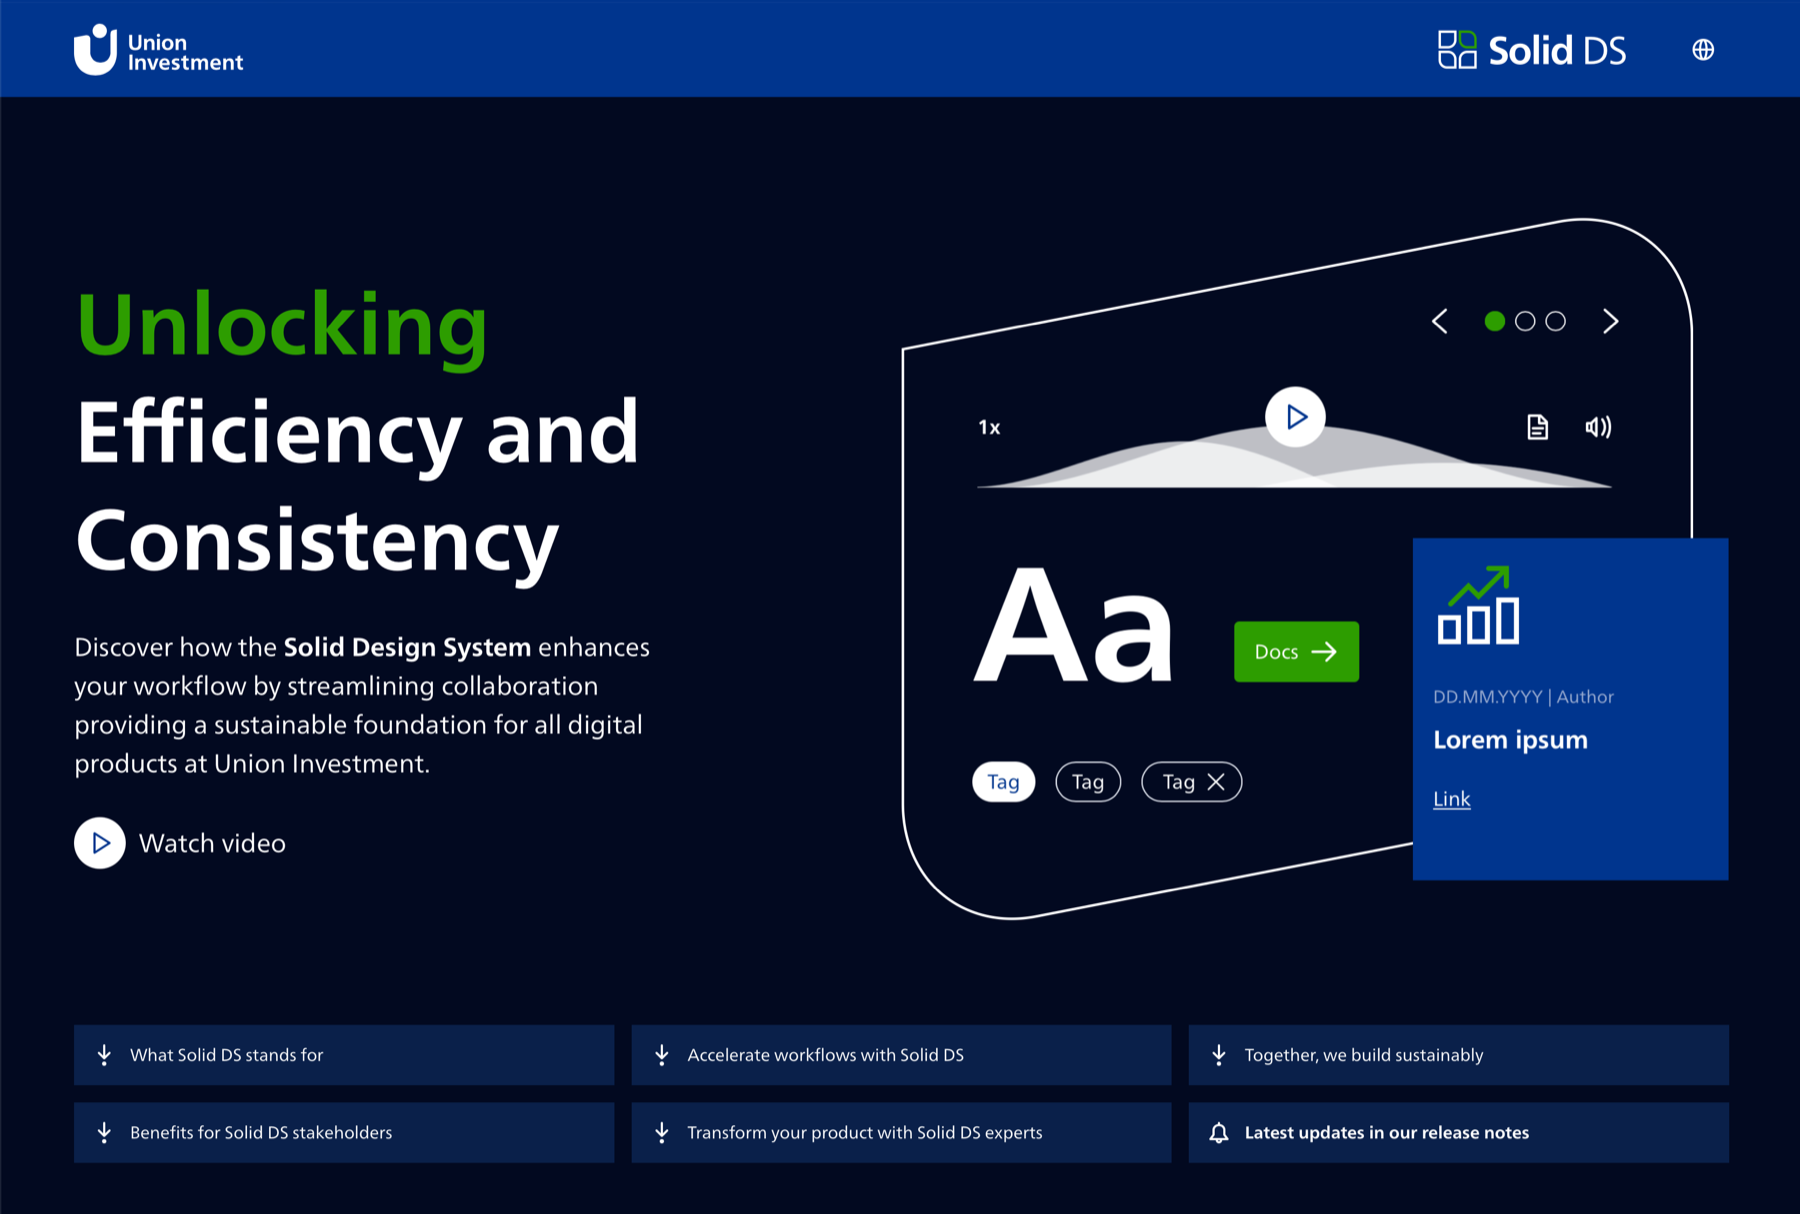 Union
Investment
Solid DS
Unlocking
Efficiency and
Consistency
Discover how the Solid Design System enhances
your workflow by streamlining collaboration
providing a sustainable foundation for all digital
products at Union Investment.
Watch video
1x
Aa
Docs
Tag
Tag
Tag
DD.MM.YYYY | Author
Lorem ipsum
Link
What Solid DS stands for
Accelerate workflows with Solid DS
Together, we build sustainably
Benefits for Solid DS stakeholders
Transform your product with Solid DS experts
Latest updates in our release notes